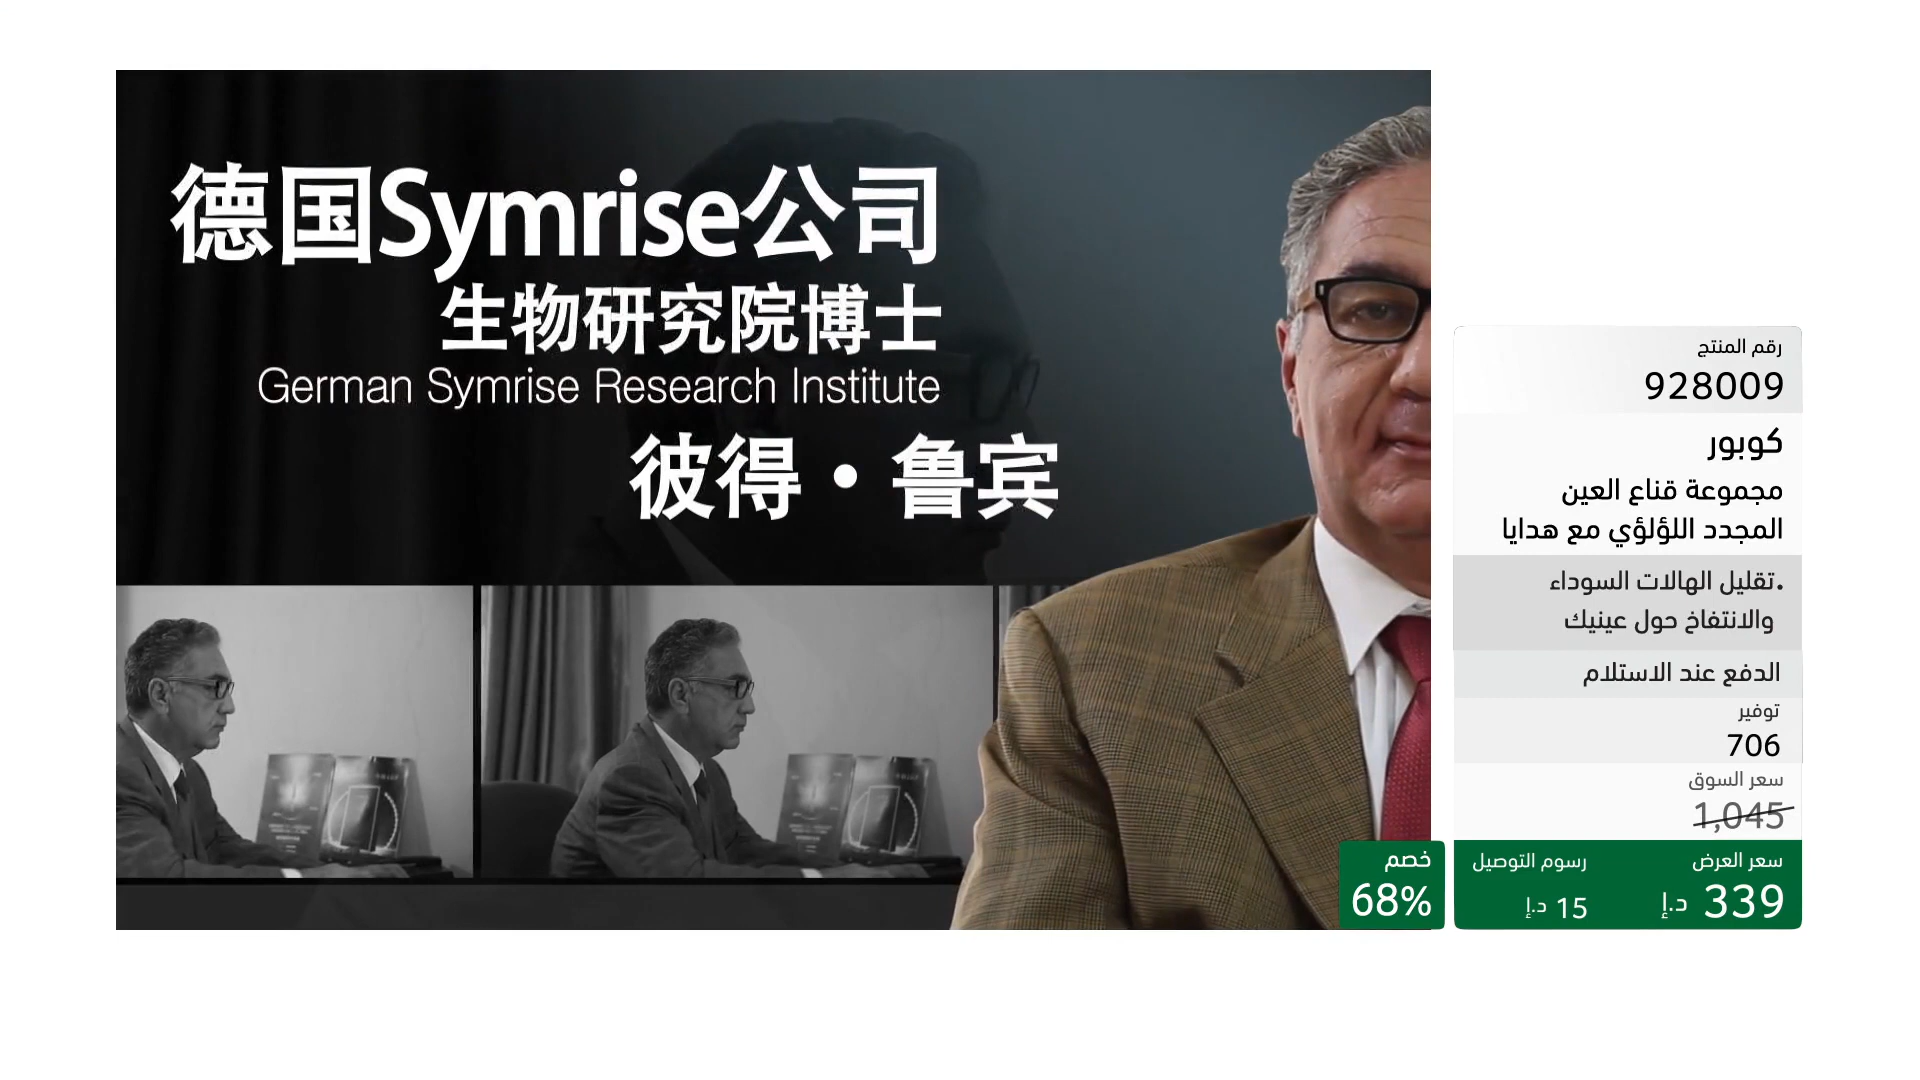 德国Symrise公司
生物研究院博士
German Symrise Research Institute
彼得·鲁宾
رقم المنتج
928009
كوبور
مجموعة قناع العين
المجدد اللؤلؤي مع هدايا
.تقليل الهالات السوداء
والانتفاخ حول عينيك
الدفع عند الاستلام
توفير
706
سعر السوق
1,045
سعر العرض
339 د.إ
رسوم التوصيل
15 د.إ
خصم
68%